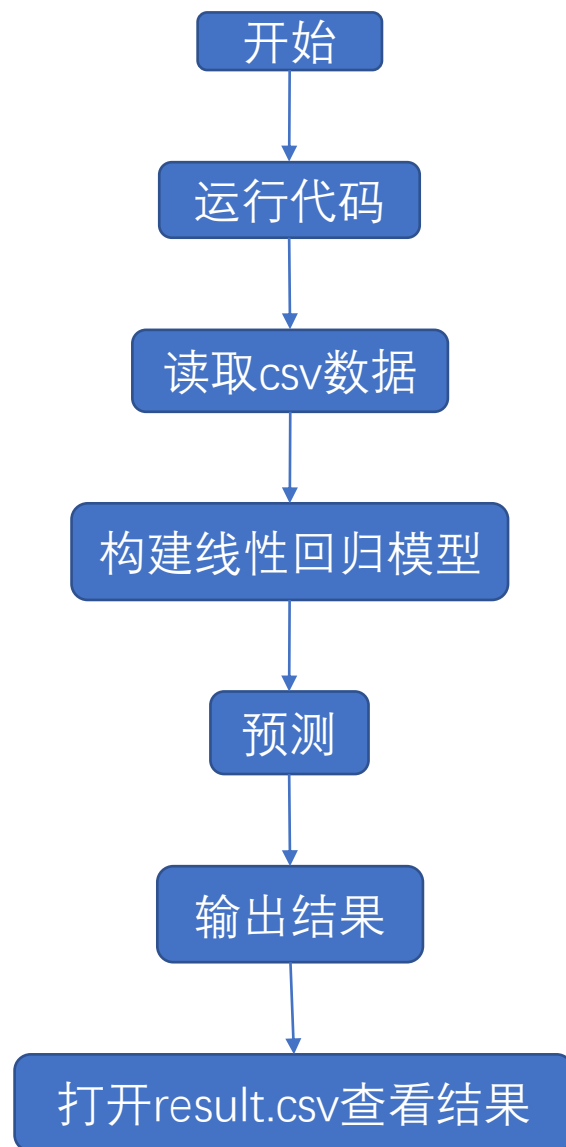 开始
运行代码
读取csv数据
构建线性回归模型
预测
输出结果
打开result.csv查看结果